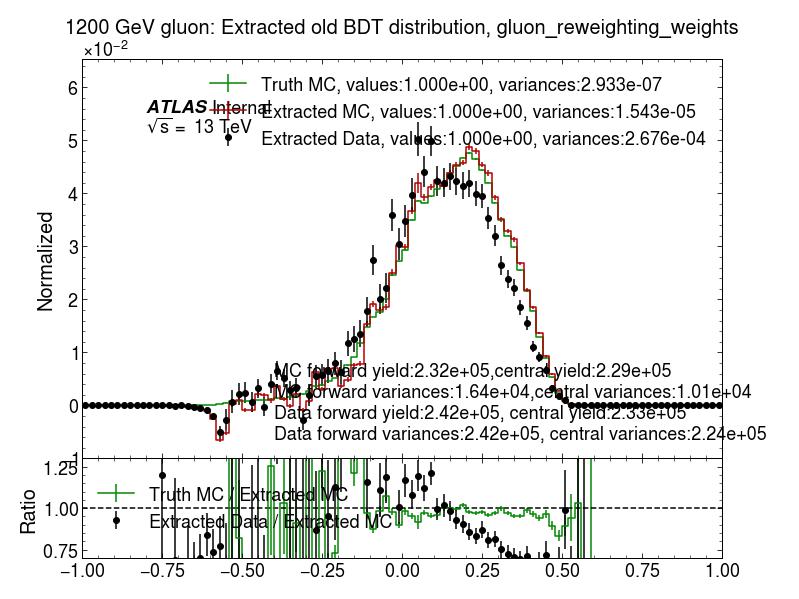 1200 GeV gluon: Extracted old BDT distribution, gluon_reweighting_weights
×10⁻²
Truth MC, values:1.000e+00, variances:2.933e-07
ATLAS Internal
Extracted MC, values:1.000e+00, variances:1.543e-05
√s = 13 TeV
Extracted Data, values:1.000e+00, variances:2.676e-04
Normalized
6
5
4
3
2
1
0
1
MC forward yield:2.32e+05,central yield:2.29e+05
MC forward variances:1.64e+04,central variances:1.01e+04
Data forward yield:2.42e+05, central yield:2.33e+05
Data forward variances:2.42e+05, central variances:2.24e+05
Ratio
1.25
1.00
0.75
Truth MC / Extracted MC
Extracted Data / Extracted MC
−1.00 −0.75 −0.50 −0.25 0.00 0.25 0.50 0.75 1.00